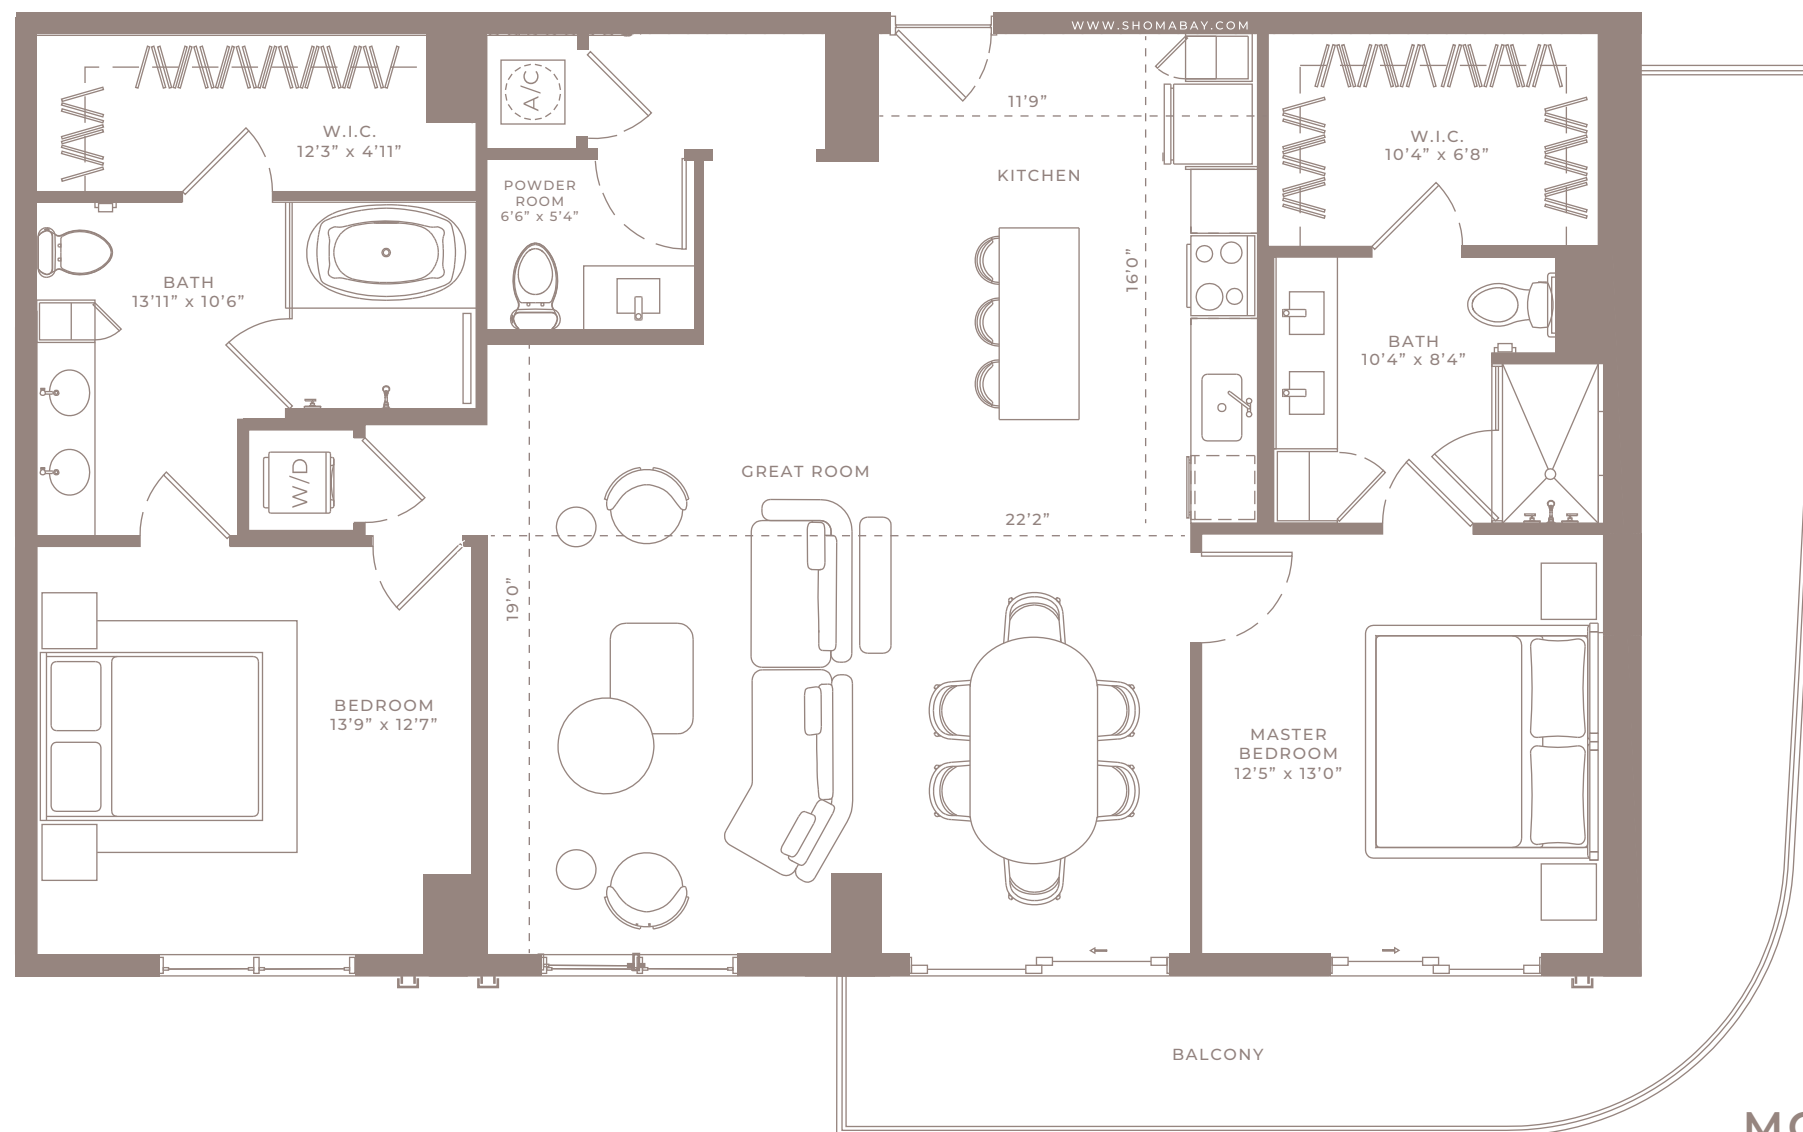 WWW.SHOMABAY.COM
A/C
11’9”
W.I.C.
12’3” x 4’11”
W.I.C.
10’4” x 6’8”
KITCHEN
POWDER
ROOM
6’6” x 5’4”
16’0”
BATH
13’11” x 10’6”
BATH
10’4” x 8’4”
GREAT ROOM
W/D
22’2”
19’0”
BEDROOM
13’9” x 12’7”
MASTER
BEDROOM
12’5” x 13’0”
BALCONY